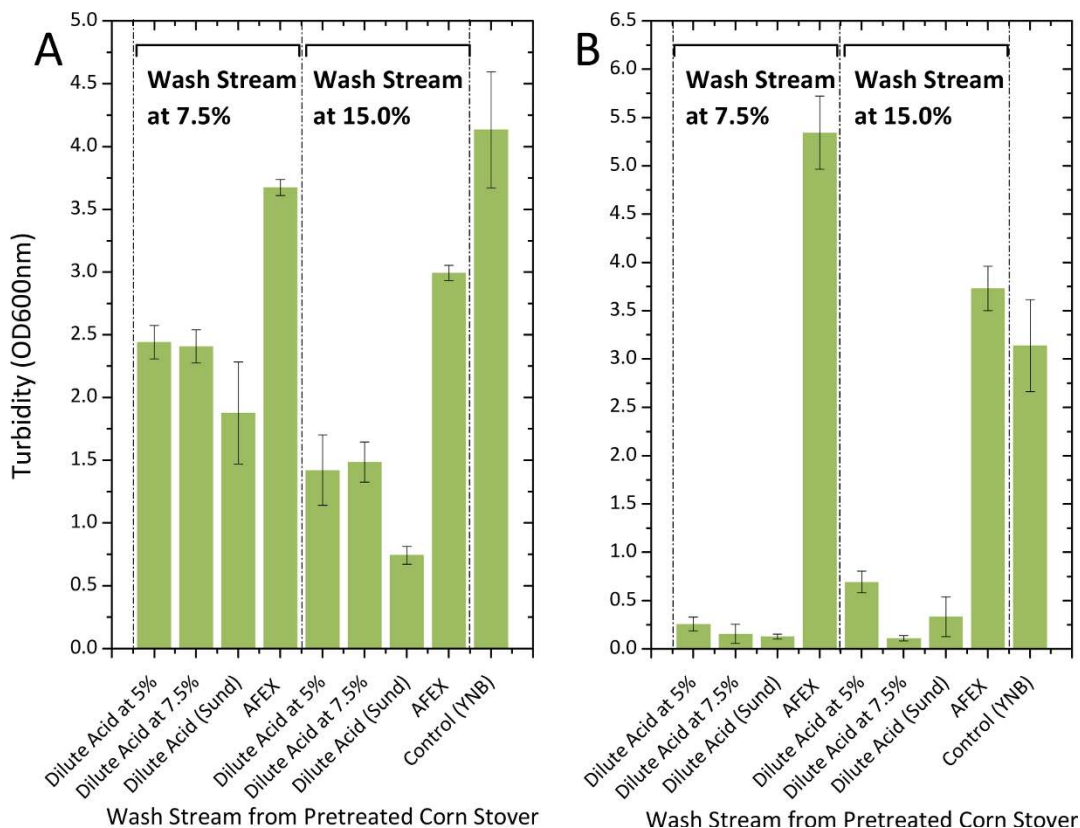 A
Wash Stream
at 7.5%
Wash Stream
at 15.0%
5.0
4.5
4.0
3.5
3.0
2.5
2.0
1.5
1.0
0.5
0.0
Turbidity (OD600nm)
Dilute Acid at 5%
Dilute Acid at 7.5%
Dilute Acid (Sund)
AFEX
Dilute Acid at 5%
Dilute Acid at 7.5%
Dilute Acid (Sund)
AFEX
Control (YNB)
Wash Stream from Pretreated Corn Stover
B
Wash Stream
at 7.5%
Wash Stream
at 15.0%
6.5
6.0
5.5
5.0
4.5
4.0
3.5
3.0
2.5
2.0
1.5
1.0
0.5
0.0
Dilute Acid at 5%
Dilute Acid at 7.5%
Dilute Acid (Sund)
AFEX
Dilute Acid at 5%
Dilute Acid at 7.5%
Dilute Acid (Sund)
AFEX
Control (YNB)
Wash Stream from Pretreated Corn Stover